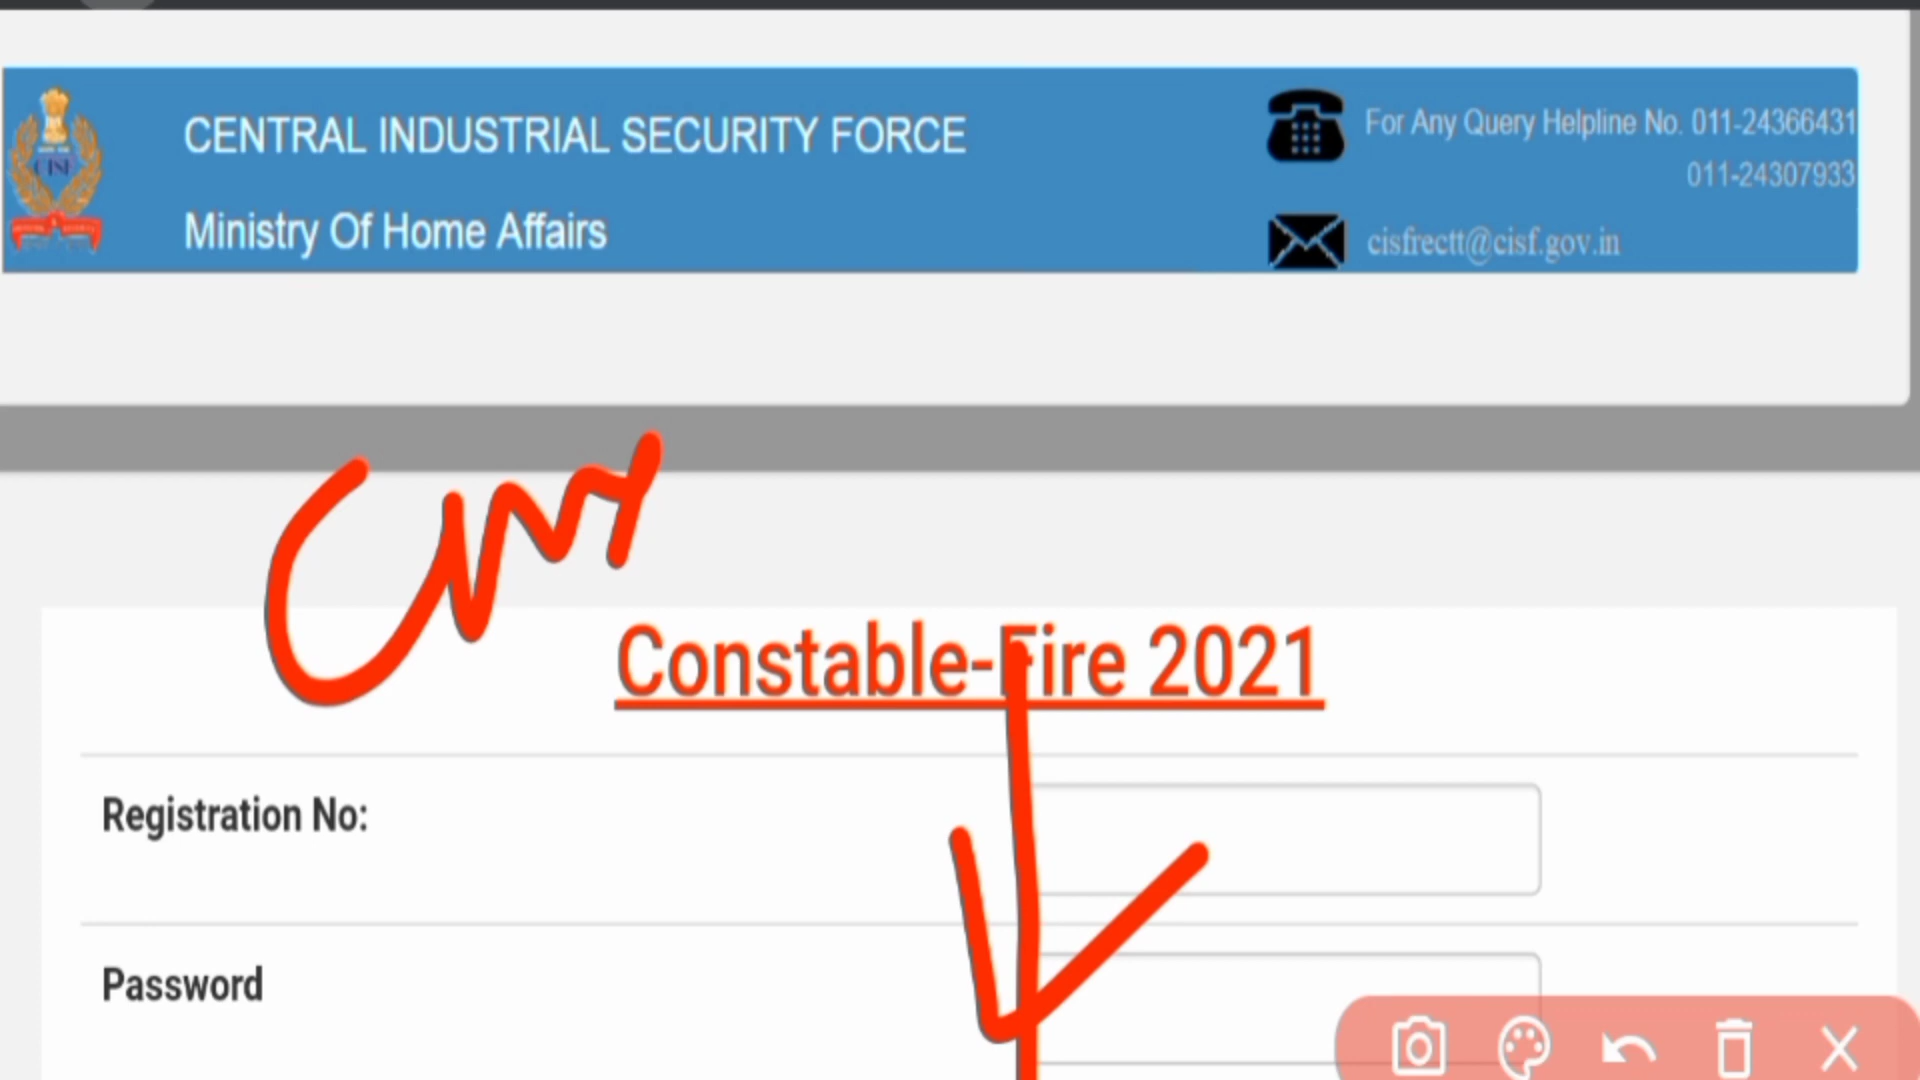 CENTRAL INDUSTRIAL SECURITY FORCE
Ministry Of Home Affairs
For Any Query Helpline No. 011-24366431
011-24307933
cisfrectt@cisf.gov.in
CISF
Constable-Fire 2021
Registration No:
Password